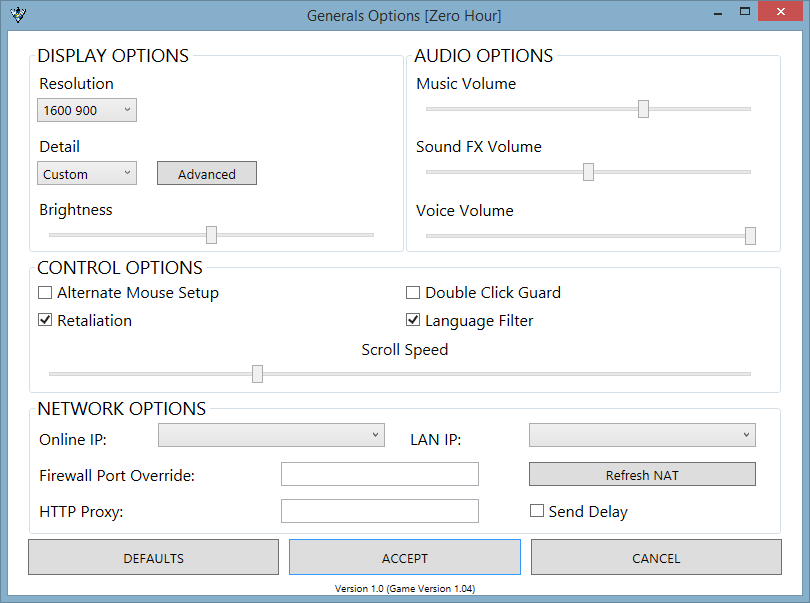 Generals Options [Zero Hour]
DISPLAY OPTIONS
Resolution
1600 900
Detail
Custom
Advanced
Brightness
AUDIO OPTIONS
Music Volume
Sound FX Volume
Voice Volume
CONTROL OPTIONS
Alternate Mouse Setup
Double Click Guard
Retaliation
Language Filter
Scroll Speed
NETWORK OPTIONS
Online IP:
LAN IP:
Firewall Port Override:
Refresh NAT
HTTP Proxy:
Send Delay
DEFAULTS
ACCEPT
CANCEL
Version 1.0 (Game Version 1.04)